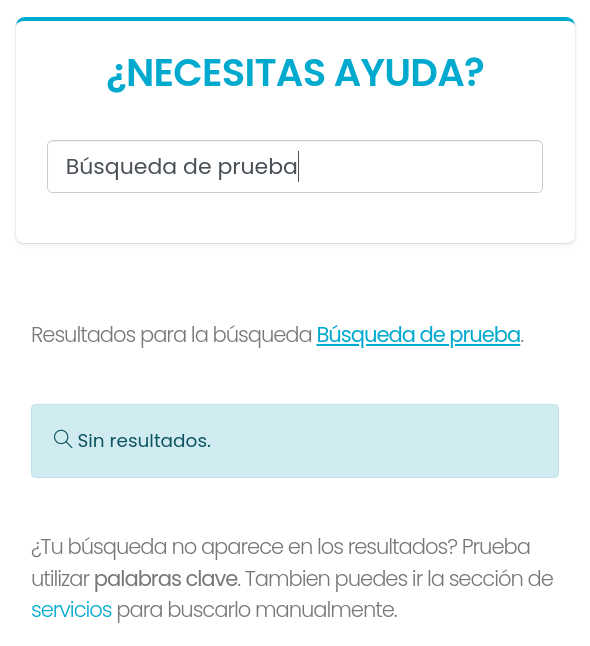 ¿NECESITAS AYUDA?
Búsqueda de prueba
Resultados para la búsqueda Búsqueda de prueba.
Sin resultados.
¿Tu búsqueda no aparece en los resultados? Prueba
utilizar palabras clave. Tambien puedes ir la sección de
servicios para buscarlo manualmente.